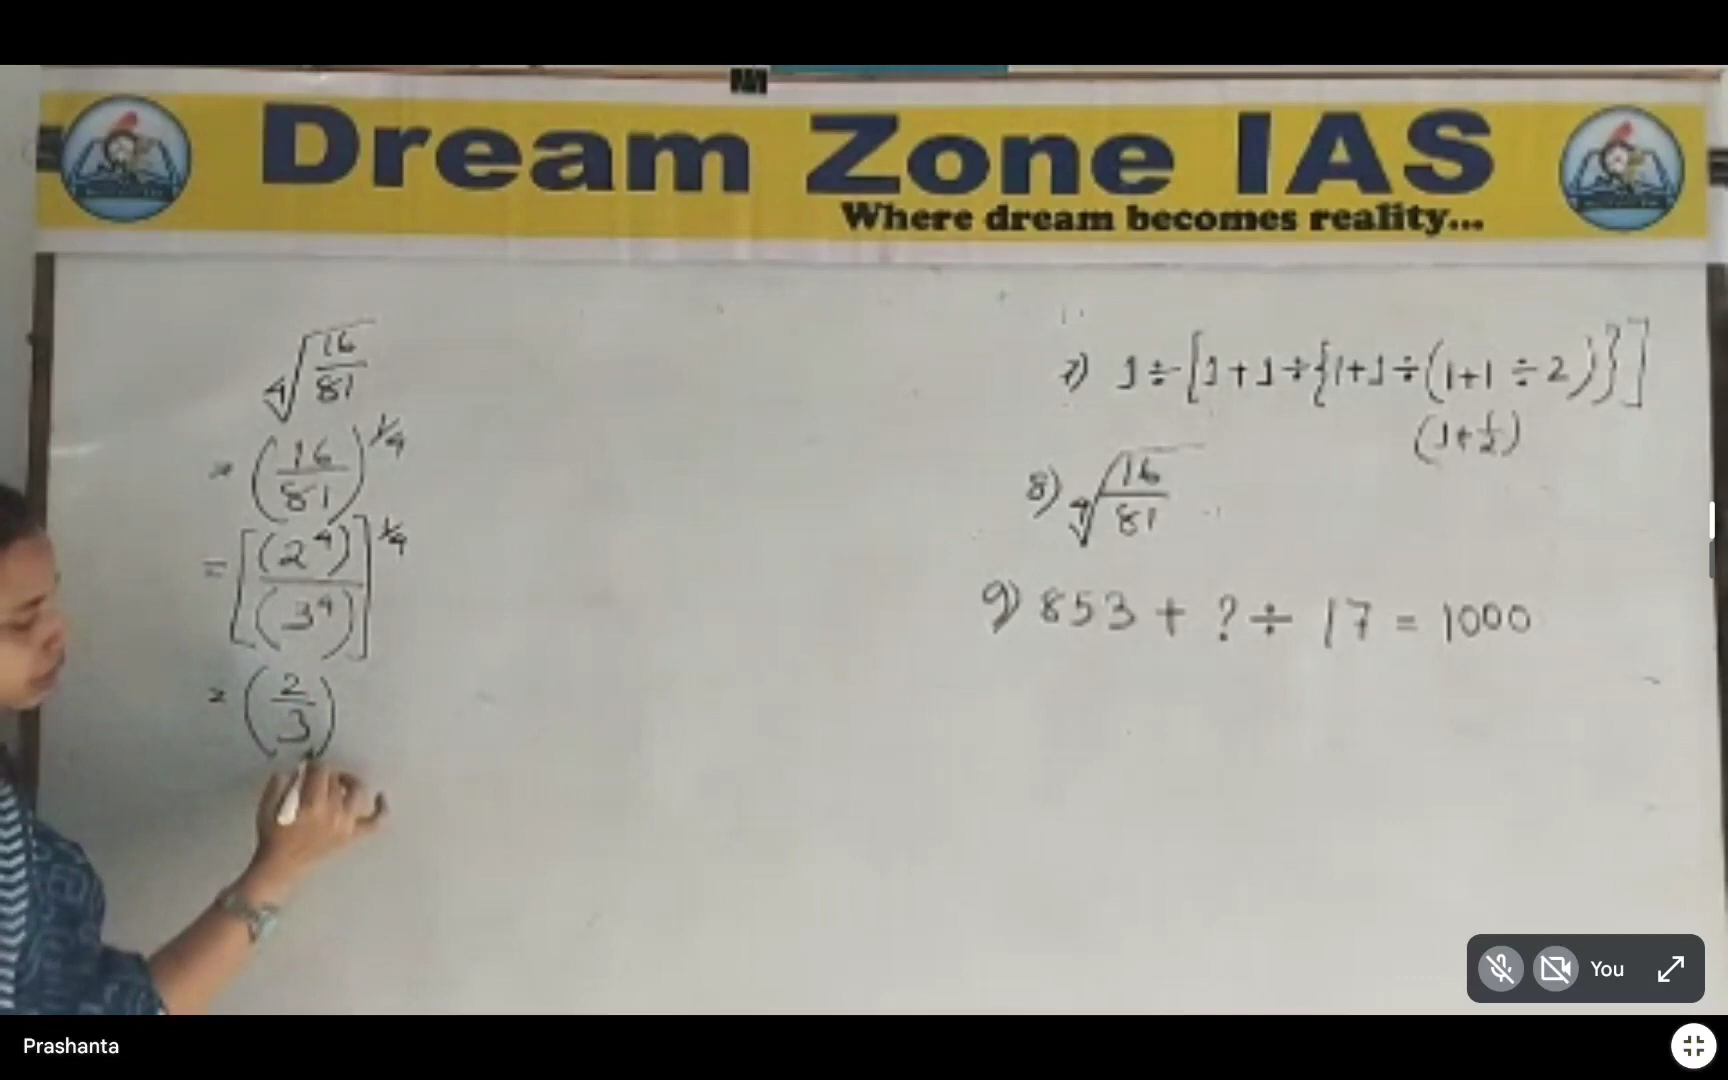 Dream Zone IAS
Where dream becomes reality...
∜(16/81)
= (16/81)^1/4
= [(2^4)/(3^4)]^1/4
= (2/3)
7) 1 ÷ [1 + 1 ÷ {1 + 1 ÷ (1 + 1 ÷ 2)}]
(1 + 1/2)
8) ∜(16/81)
9) 853 + ? ÷ 17 = 1000
You
Prashanta